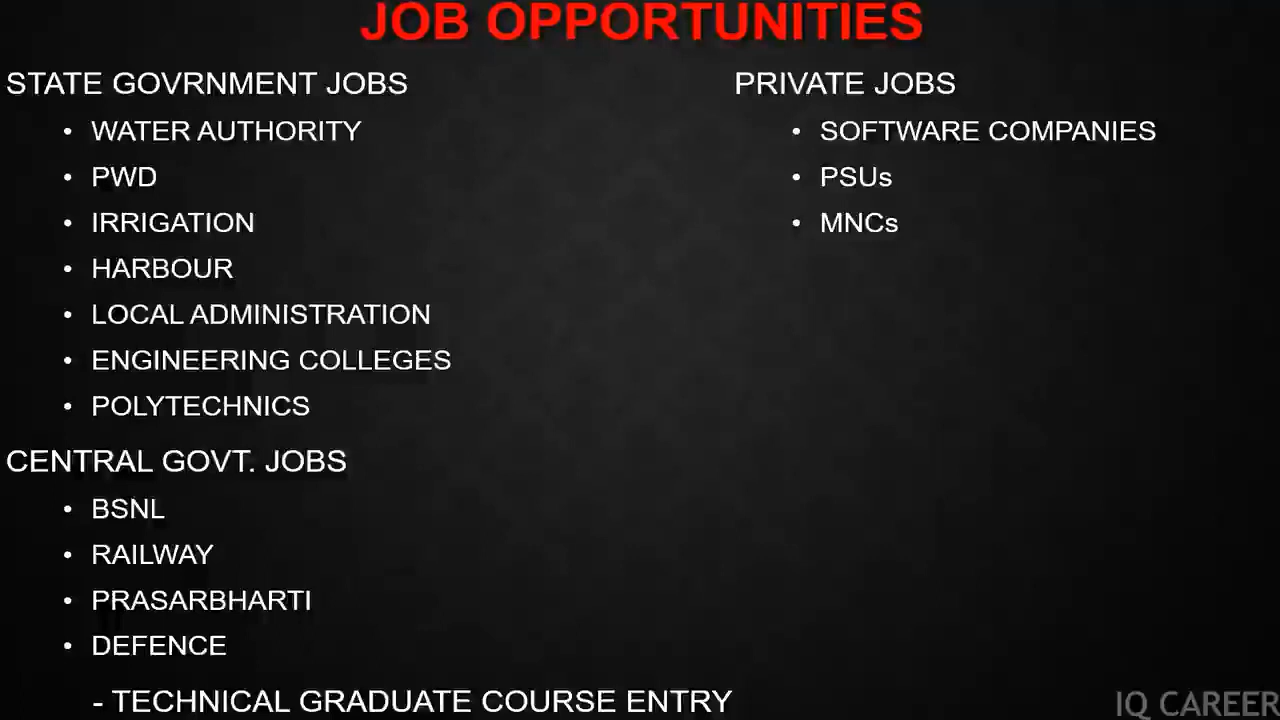 JOB OPPORTUNITIES
STATE GOVRNMENT JOBS
• WATER AUTHORITY
• PWD
• IRRIGATION
• HARBOUR
• LOCAL ADMINISTRATION
• ENGINEERING COLLEGES
• POLYTECHNICS
CENTRAL GOVT. JOBS
• BSNL
• RAILWAY
• PRASARBHARTI
• DEFENCE
- TECHNICAL GRADUATE COURSE ENTRY
PRIVATE JOBS
• SOFTWARE COMPANIES
• PSUs
• MNCs
IQ CAREER